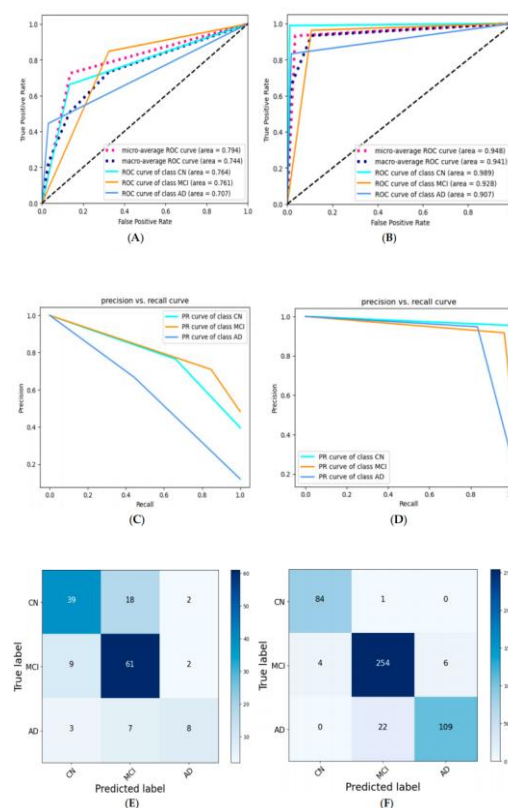 1.0
0.8
0.6
0.4
0.2
0.0
0.0 0.2 0.4 0.6 0.8 1.0
True Positive Rate
False Positive Rate
micro-average ROC curve (area = 0.794)
macro-average ROC curve (area = 0.744)
ROC curve of class CN (area = 0.764)
ROC curve of class MCI (area = 0.761)
ROC curve of class AD (area = 0.707)
(A)
1.0
0.8
0.6
0.4
0.2
0.0
0.0 0.2 0.4 0.6 0.8 1.0
True Positive Rate
False Positive Rate
micro-average ROC curve (area = 0.948)
macro-average ROC curve (area = 0.941)
ROC curve of class CN (area = 0.989)
ROC curve of class MCI (area = 0.928)
ROC curve of class AD (area = 0.907)
(B)
precision vs. recall curve
PR curve of class CN
PR curve of class MCI
PR curve of class AD
1.0
0.8
0.6
0.4
0.2
0.0 0.2 0.4 0.6 0.8 1.0
Precision
Recall
(C)
precision vs. recall curve
1.0
0.8
0.6
0.4
0.2
PR curve of class CN
PR curve of class MCI
PR curve of class AD
0.0 0.2 0.4 0.6 0.8
Precision
Recall
(D)
CN 39 18 2
MCI 9 61 2
AD 3 7 8
CN MCI AD
True label
Predicted label
60
50
40
30
20
10
(E)
CN 84 1 0
MCI 4 254 6
AD 0 22 109
CN MCI AD
True label
Predicted label
(F)